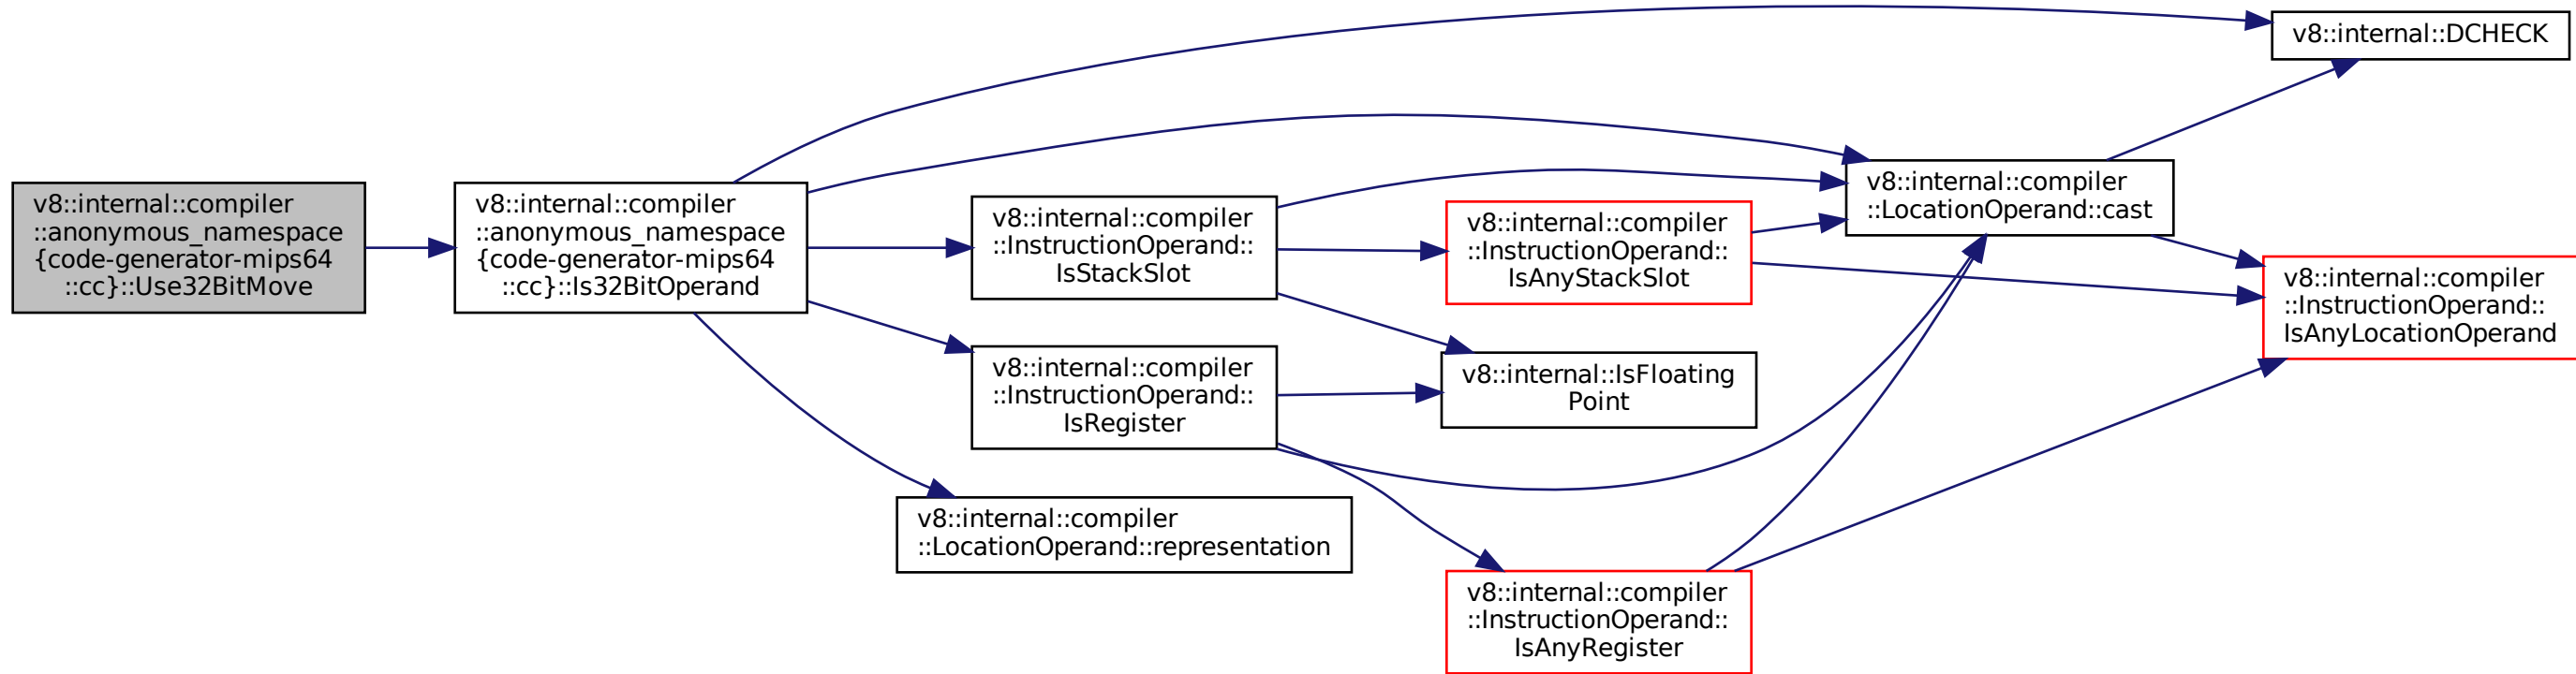 v8::internal::compiler
::anonymous_namespace
{code-generator-mips64
::cc}::Use32BitMove
v8::internal::compiler
::anonymous_namespace
{code-generator-mips64
::cc}::Is32BitOperand
v8::internal::compiler
::InstructionOperand::
IsStackSlot
v8::internal::compiler
::InstructionOperand::
IsRegister
v8::internal::compiler
::LocationOperand::representation
v8::internal::compiler
::InstructionOperand::
IsAnyStackSlot
v8::internal::IsFloating
Point
v8::internal::compiler
::InstructionOperand::
IsAnyRegister
v8::internal::compiler
::LocationOperand::cast
v8::internal::DCHECK
v8::internal::compiler
::InstructionOperand::
IsAnyLocationOperand